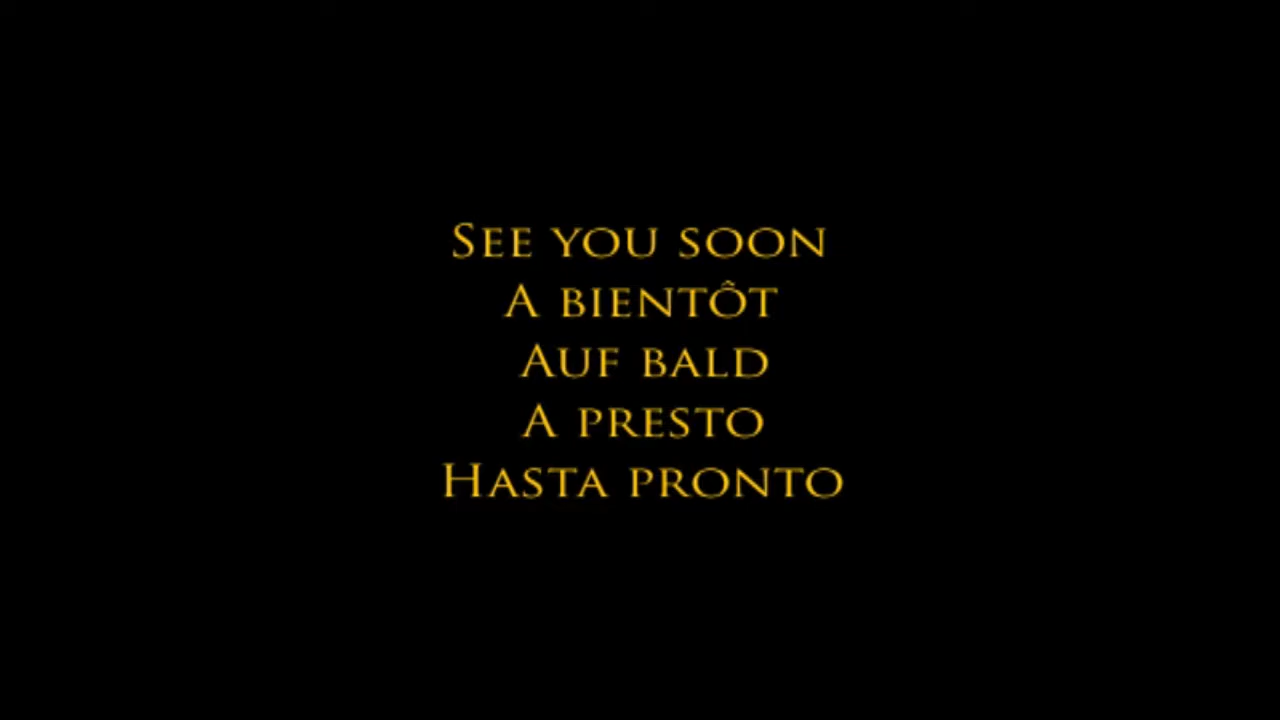 See you soon
A bientôt
Auf bald
A presto
Hasta pronto